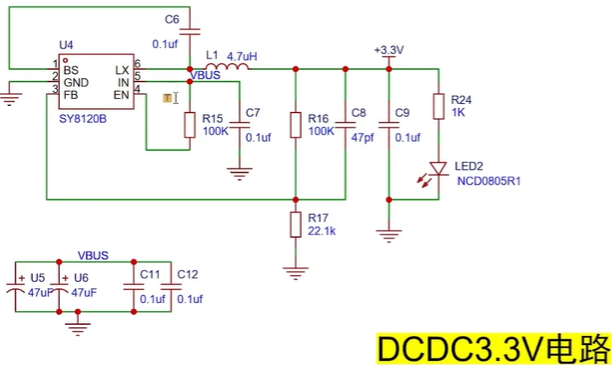 C6
0.1uf
U4
1 BS LX 6
2 GND IN 5
3 FB EN 4
SY8120B
L1 4.7uH
VBUS
T
+3.3V
R15
100K
C7
0.1uf
R16
100K
C8
47pf
C9
0.1uf
R24
1K
LED2
NCD0805R1
R17
22.1k
VBUS
+ U5
47uF
+ U6
47uF
C11
0.1uf
C12
0.1uf
DCDC3.3V电路